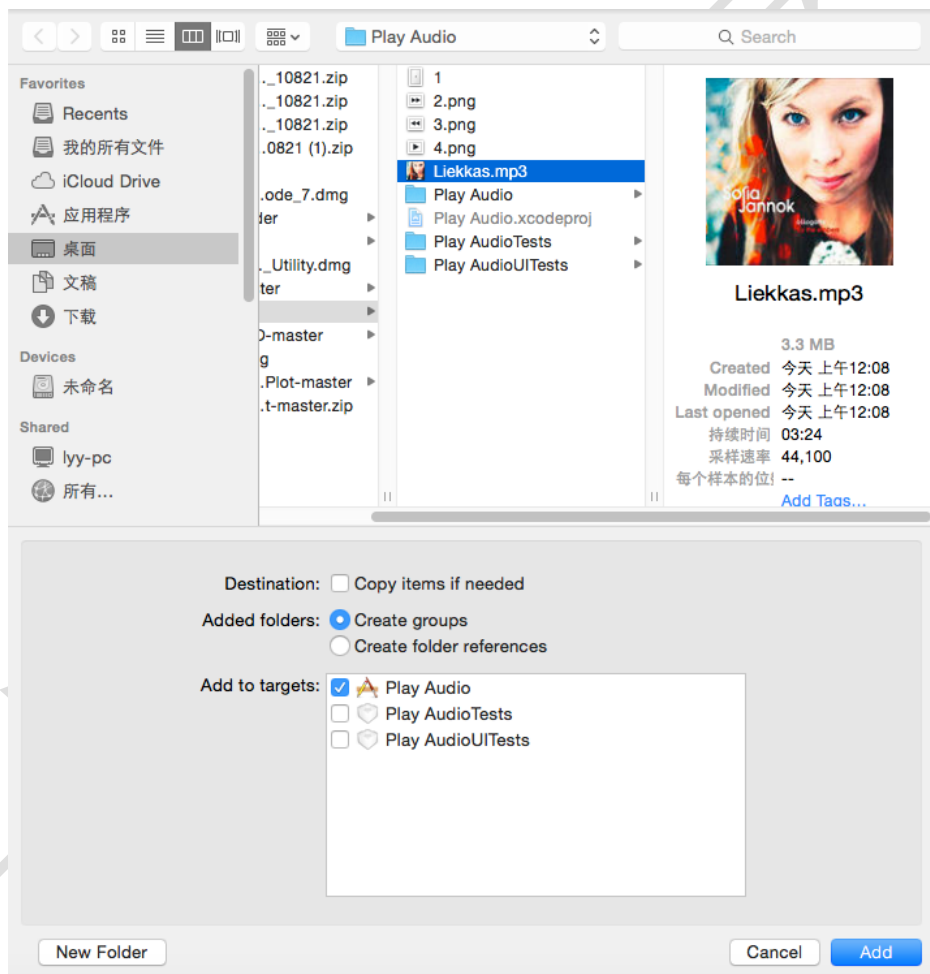 Play Audio
Search
Favorites
Recents
我的所有文件
iCloud Drive
应用程序
桌面
文稿
下载
Devices
未命名
Shared
lyy-pc
所有...
._10821.zip
._10821.zip
._10821.zip
.0821 (1).zip
.ode_7.dmg
ler
._Utility.dmg
ter
D-master
g
.Plot-master
.t-master.zip
1
2.png
3.png
4.png
Liekkas.mp3
Play Audio
Play Audio.xcodeproj
Play AudioTests
Play AudioUITests
Sofia
Jannok
Liekkas.mp3
3.3 MB
Created 今天 上午12:08
Modified 今天 上午12:08
Last opened 今天 上午12:08
持续时间 03:24
采样速率 44,100
每个样本的位 --
Add Tags...
Destination: Copy items if needed
Added folders: Create groups
Create folder references
Add to targets: Play Audio
Play AudioTests
Play AudioUITests
New Folder
Cancel
Add